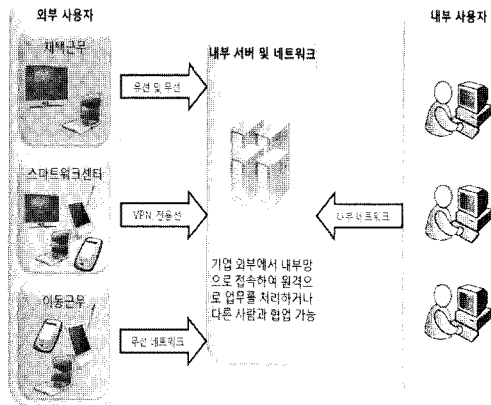 외부 사용자
재택근무
유선 및 무선
스마트워크센터
VPN, 전용선
이동근무
무선 네트워크
내부 서버 및 네트워크
기업 외부에서 내부망
으로 접속하여 원격으
로 업무를 처리하거나
다른 사람과 협업 가능
내부 사용자
내부 네트워크